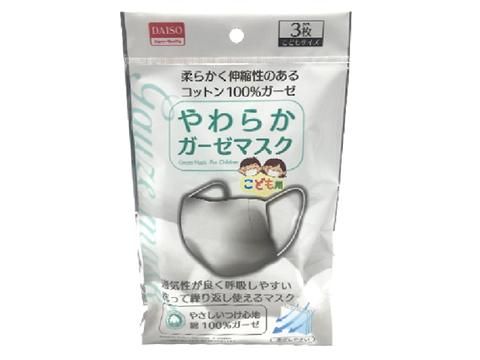 DAISO
3枚
こどもサイズ
柔らかく伸縮性のある
コットン100%ガーゼ
やわらか
ガーゼマスク
Gauze Mask For Children
こども用
通気性が良く呼吸しやすい
洗って繰り返し使えるマスク
やさしいつけ心地
綿100%ガーゼ